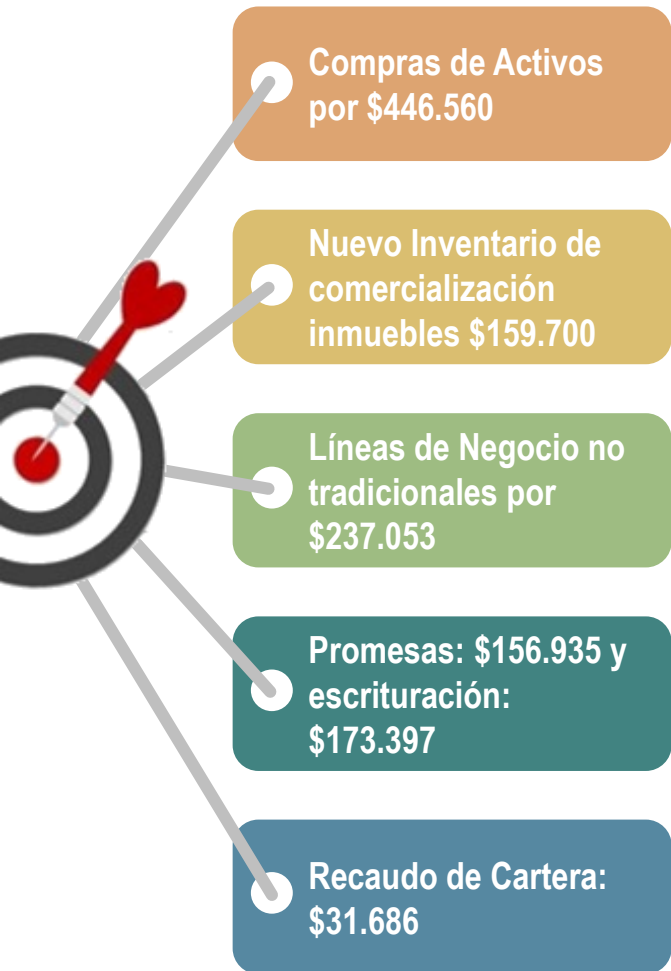 Compras de Activos
por $446.560
Nuevo Inventario de
comercialización
inmuebles $159.700
Líneas de Negocio no
tradicionales por
$237.053
Promesas: $156.935 y
escrituración:
$173.397
Recaudo de Cartera:
$31.686